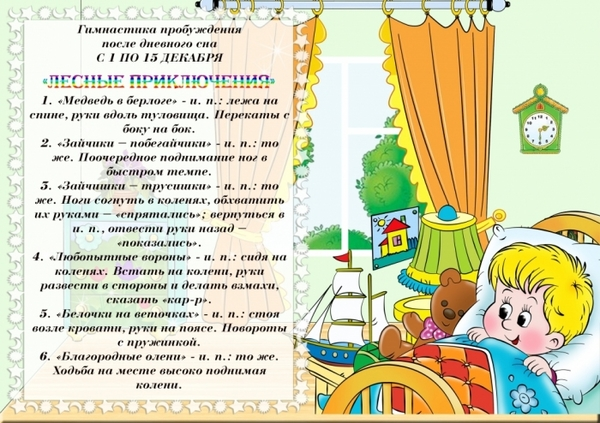 Гимнастика пробуждения
после дневного сна
С 1 ПО 15 ДЕКАБРЯ
«ЛЕСНЫЕ ПРИКЛЮЧЕНИЯ»
1. «Медведь в берлоге» - и. п.: лежа на
спине, руки вдоль туловища. Перекаты с
боку на бок.
2. «Зайчики – побегайчики» - и. п.: то
же. Поочередное поднимание ног в
быстром темпе.
3. «Зайчишки – трусишки» - и. п.: то
же. Ноги согнуть в коленях, обхватить
их руками – «спрятались»; вернуться в
и. п., отвести руки назад –
«показались».
4. «Любопытные вороны» - и. п.: сидя на
коленях. Встать на колени, руки
развести в стороны и делать взмахи,
сказать «кар-р».
5. «Белочки на веточках» - и. п.: стоя
возле кровати, руки на поясе. Повороты
с пружинкой.
6. «Благородные олени» - и. п.: то же.
Ходьба на месте высоко поднимая
колени.